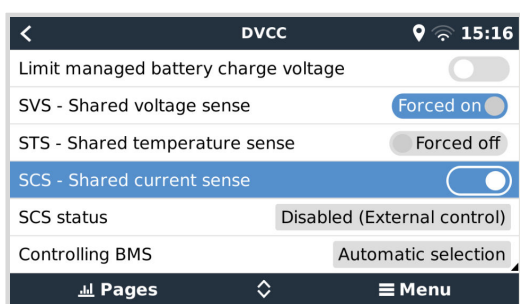 DVCC 15:16
Limit managed battery charge voltage
SVS - Shared voltage sense Forced on
STS - Shared temperature sense Forced off
SCS - Shared current sense
SCS status Disabled (External control)
Controlling BMS Automatic selection
Pages Menu